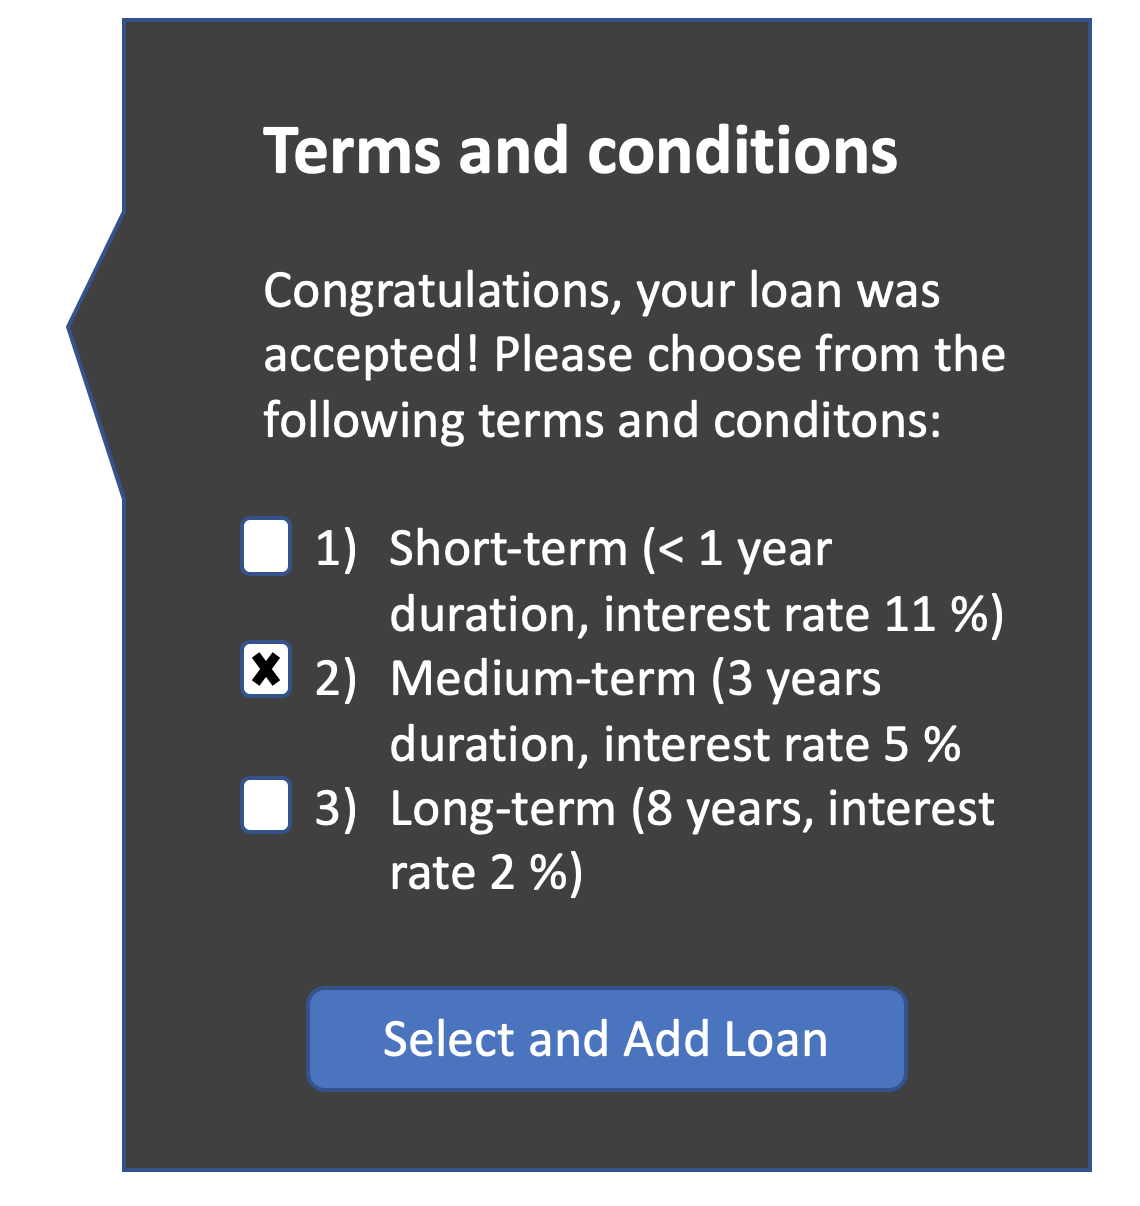 Terms and conditions
Congratulations, your loan was
accepted! Please choose from the
following terms and conditons:
1) Short-term (< 1 year
duration, interest rate 11 %)
2) Medium-term (3 years
duration, interest rate 5 %
3) Long-term (8 years, interest
rate 2 %)
Select and Add Loan